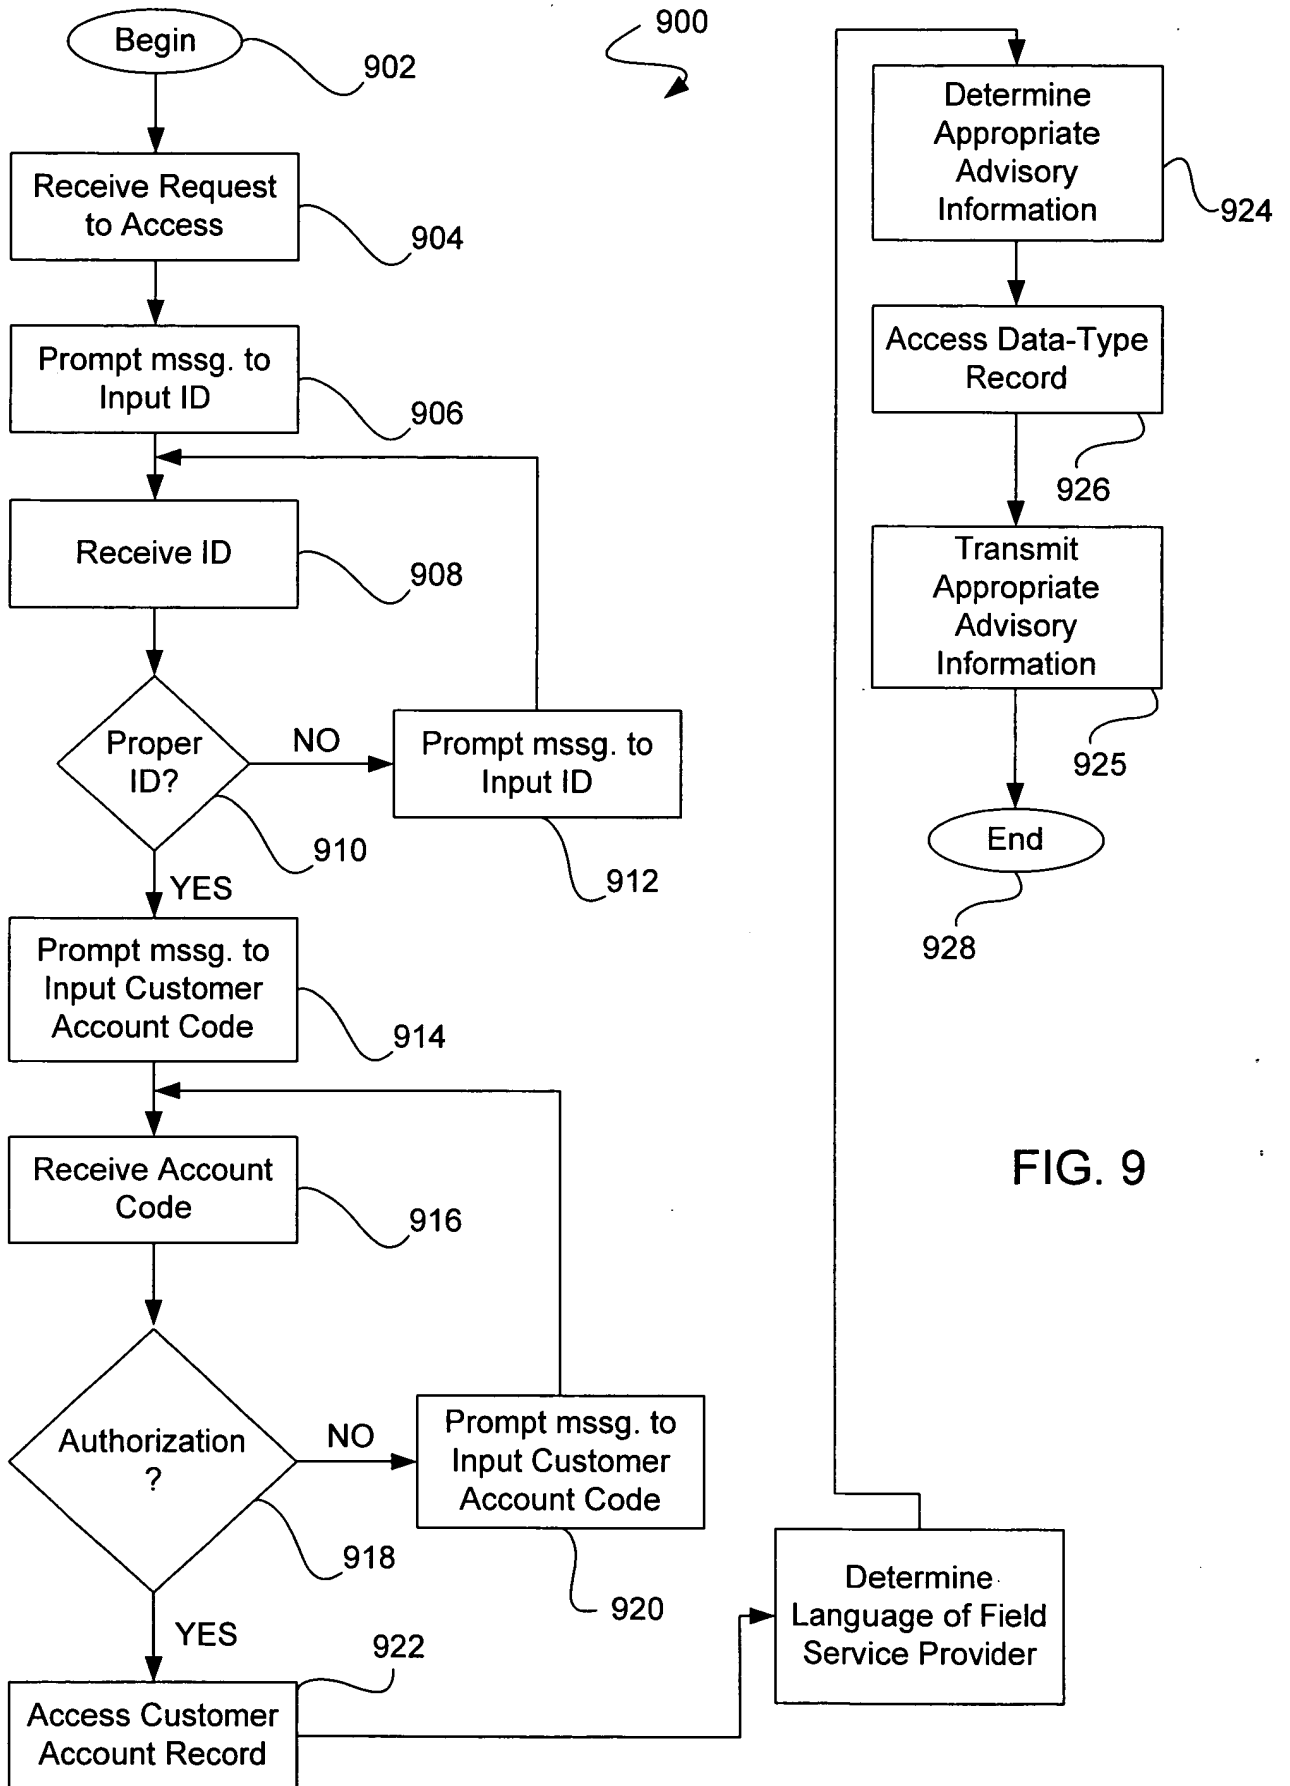 Begin
902
900
Receive Request
to Access
904
Prompt mssg. to
Input ID
906
Receive ID
908
Proper
ID?
NO
910
YES
Prompt mssg. to
Input ID
912
Prompt mssg. to
Input Customer
Account Code
914
Receive Account
Code
916
Authorization
?
NO
918
YES
Prompt mssg. to
Input Customer
Account Code
920
922
Access Customer
Account Record
Determine
Language of Field
Service Provider
Determine
Appropriate
Advisory
Information
924
Access Data-Type
Record
926
Transmit
Appropriate
Advisory
Information
925
End
928
FIG. 9